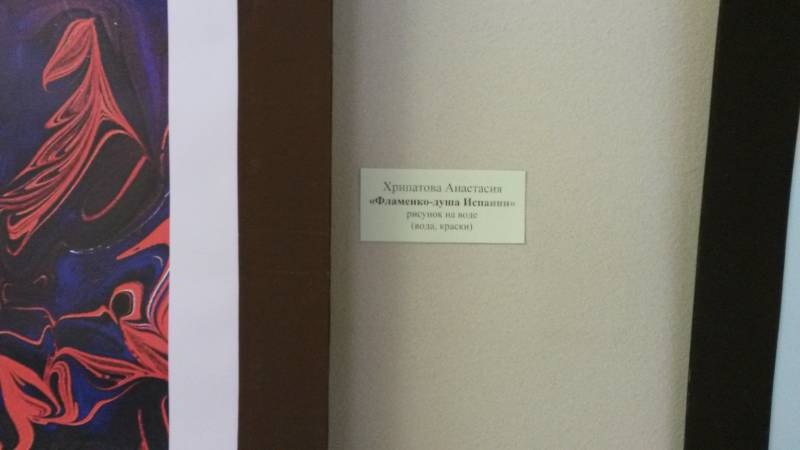 Хрипатова Анастасия
«Фламенко-душа Испании»
рисунок на воде
(вода, краски)